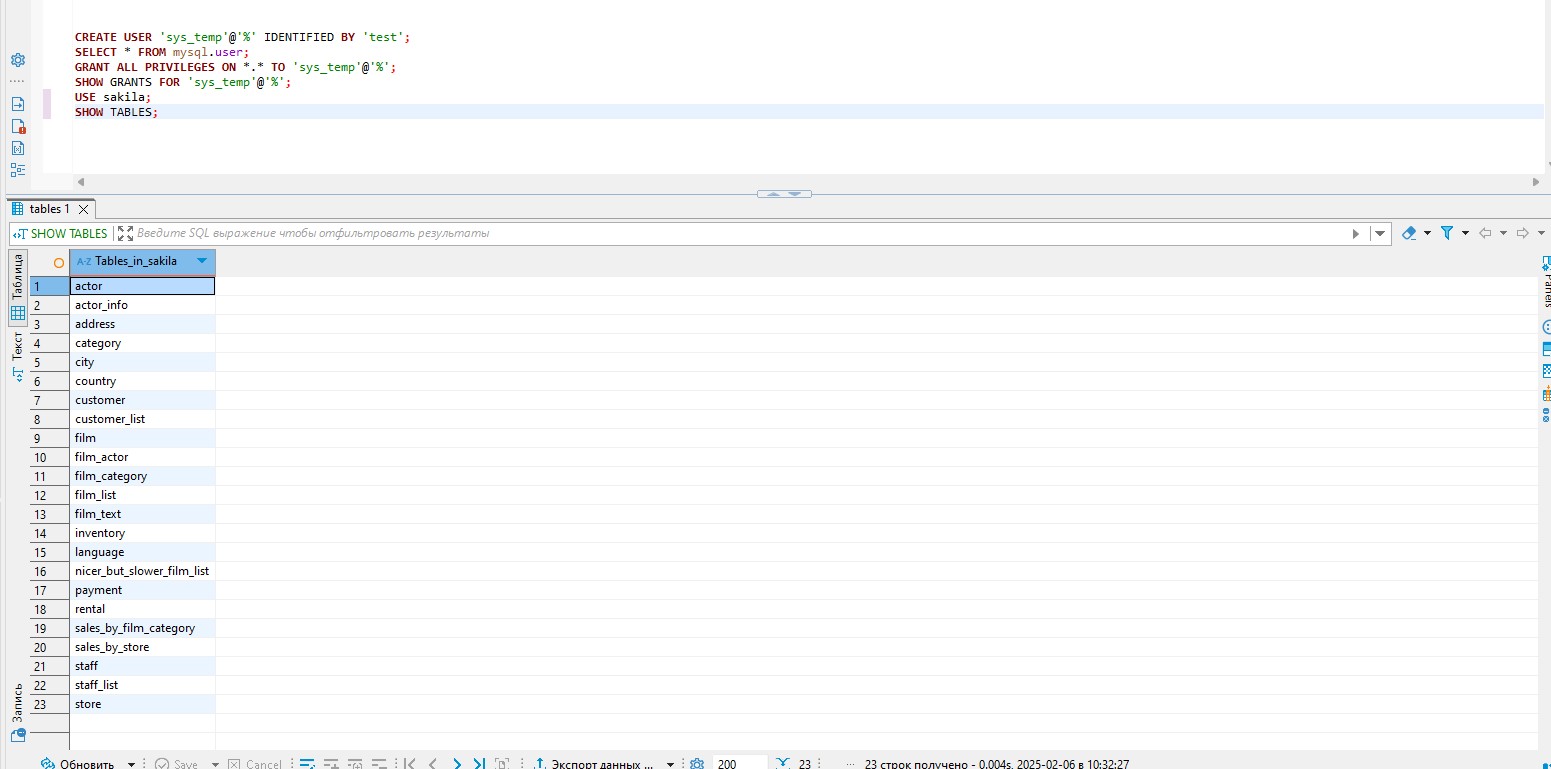 CREATE USER 'sys_temp'@'%' IDENTIFIED BY 'test';
SELECT * FROM mysql.user;
GRANT ALL PRIVILEGES ON *.* TO 'sys_temp'@'%';
SHOW GRANTS FOR 'sys_temp'@'%';
USE sakila;
SHOW TABLES;
tables 1
SHOW TABLES Введите SQL выражение чтобы отфильтровать результаты
Таблица
Текст
Запись
Panels
A-Z Tables_in_sakila
1 actor
2 actor_info
3 address
4 category
5 city
6 country
7 customer
8 customer_list
9 film
10 film_actor
11 film_category
12 film_list
13 film_text
14 inventory
15 language
16 nicer_but_slower_film_list
17 payment
18 rental
19 sales_by_film_category
20 sales_by_store
21 staff
22 staff_list
23 store
Обновить Save Cancel Экспорт данных ... 200 23 ... 23 строк получено - 0.004s, 2025-02-06 в 10:32:27